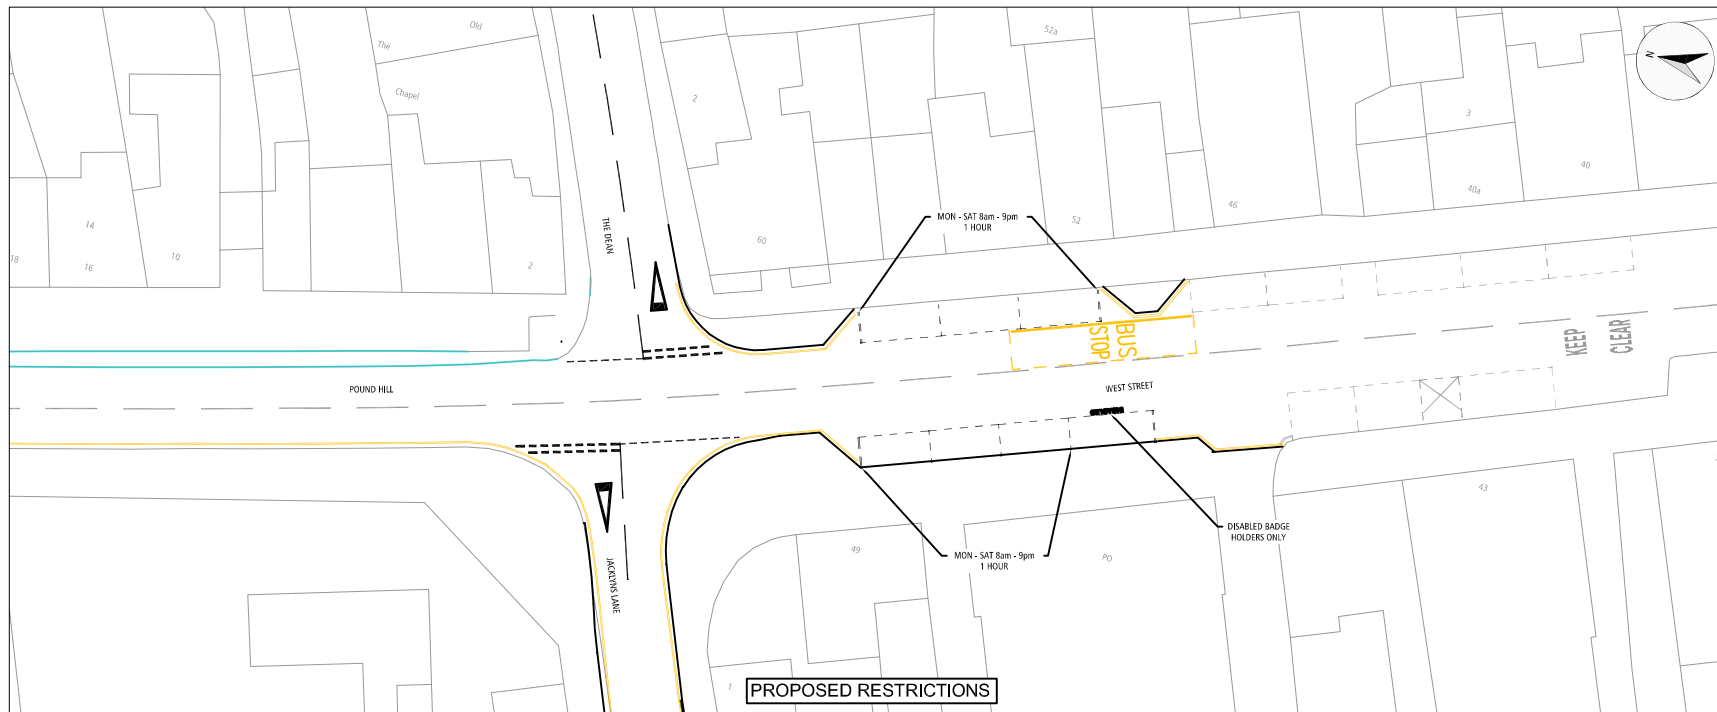 Old
The
Chapel
52a
N
2
3
40
14
40a
46
52
MON - SAT 8am - 9pm
1 HOUR
THE DEAN
60
10
18
16
2
BUS
STOP
KEEP
CLEAR
POUND HILL
WEST STREET
43
DISABLED BADGE
HOLDERS ONLY
49
MON - SAT 8am - 9pm
1 HOUR
PO
JACKLYNS LANE
1
PROPOSED RESTRICTIONS